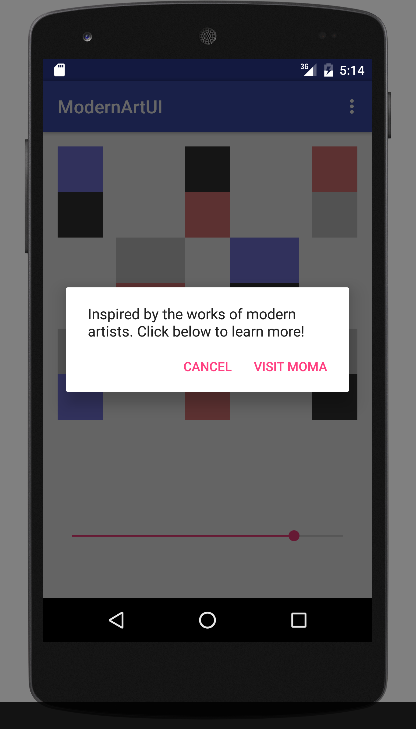 3G 5:14
ModernArtUI
Inspired by the works of modern
artists. Click below to learn more!
CANCEL VISIT MOMA